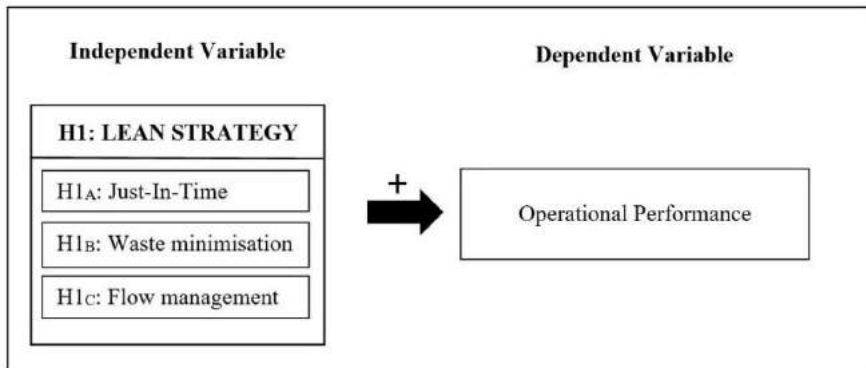 Independent Variable
Dependent Variable
H1: LEAN STRATEGY
H1A: Just-In-Time
H1B: Waste minimisation
H1C: Flow management
+
Operational Performance